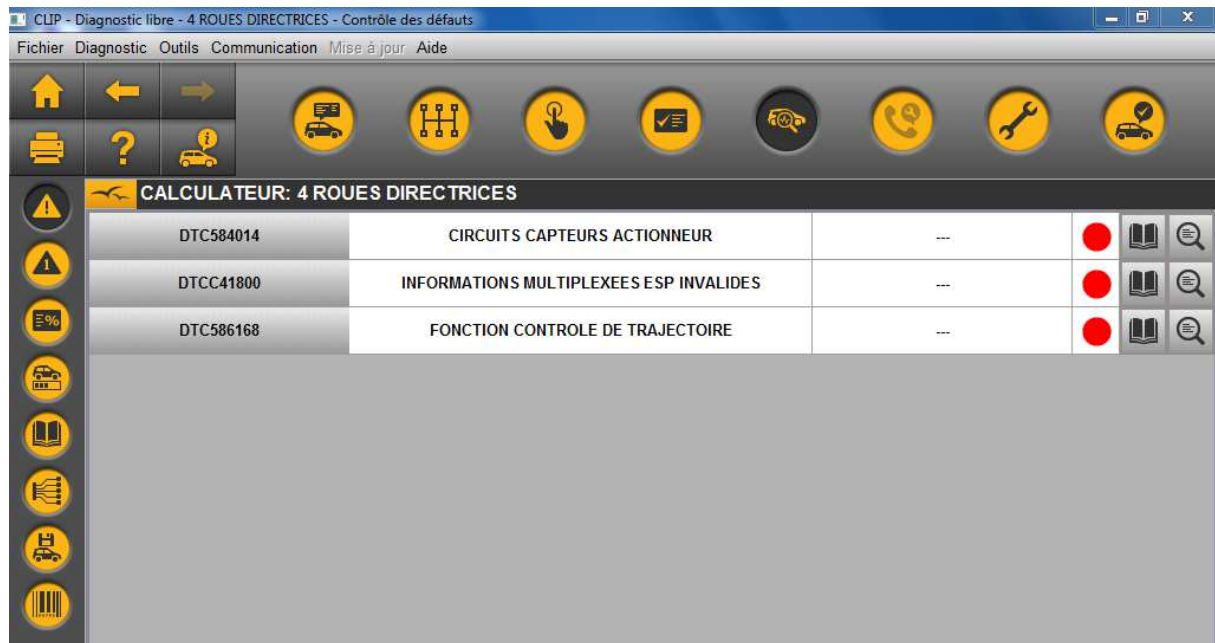 CLIP - Diagnostic libre - 4 ROUES DIRECTRICES - Contrôle des défauts
Fichier Diagnostic Outils Communication Mise à jour Aide
CALCULATEUR: 4 ROUES DIRECTRICES
DTC584014 CIRCUITS CAPTEURS ACTIONNEUR ---
DTCC41800 INFORMATIONS MULTIPLEXEES ESP INVALIDES ---
DTC586168 FONCTION CONTROLE DE TRAJECTOIRE ---